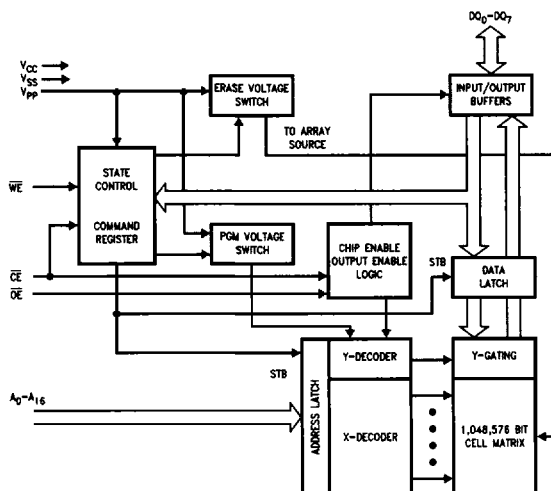 DQ0-DQ7
VCC
VSS
VPP
ERASE VOLTAGE
SWITCH
INPUT/OUTPUT
BUFFERS
TO ARRAY
SOURCE
STATE
CONTROL
COMMAND
REGISTER
WE
PGM VOLTAGE
SWITCH
CHIP ENABLE
OUTPUT ENABLE
LOGIC
CE
OE
STB
DATA
LATCH
STB
ADDRESS LATCH
Y-DECODER
Y-GATING
A0-A16
X-DECODER
1,048,576 BIT
CELL MATRIX